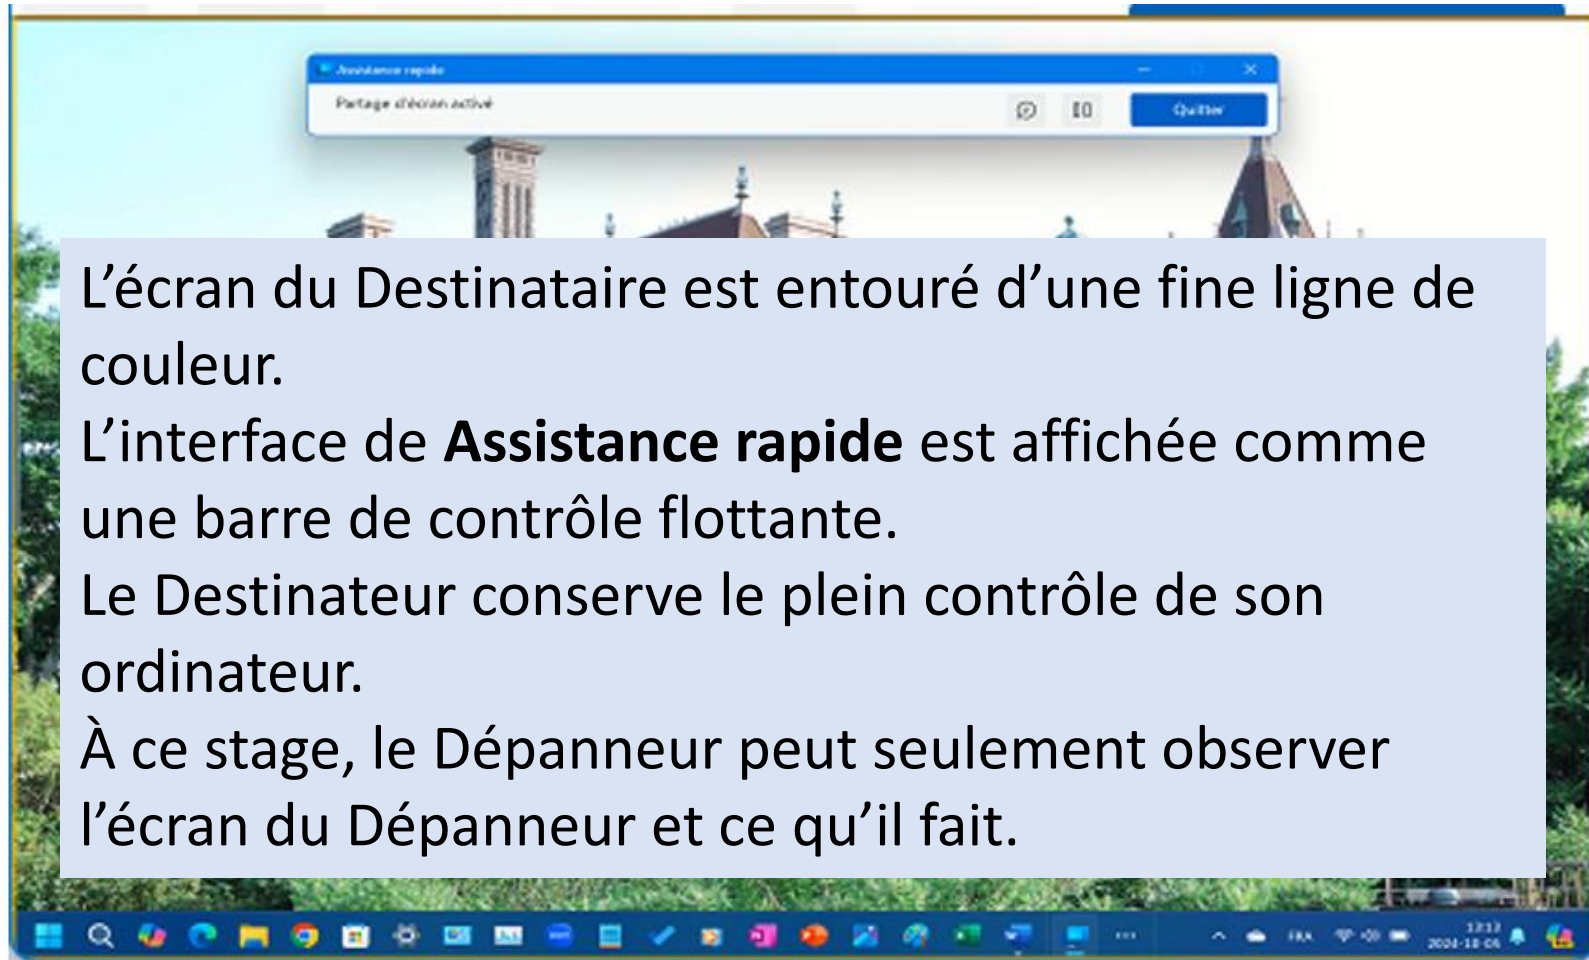 Assistance rapide
Partage d'écran activé
Quitter
L’écran du Destinataire est entouré d’une fine ligne de
couleur.
L’interface de Assistance rapide est affichée comme
une barre de contrôle flottante.
Le Destinateur conserve le plein contrôle de son
ordinateur.
À ce stage, le Dépanneur peut seulement observer
l’écran du Dépanneur et ce qu’il fait.
FRA
13:13